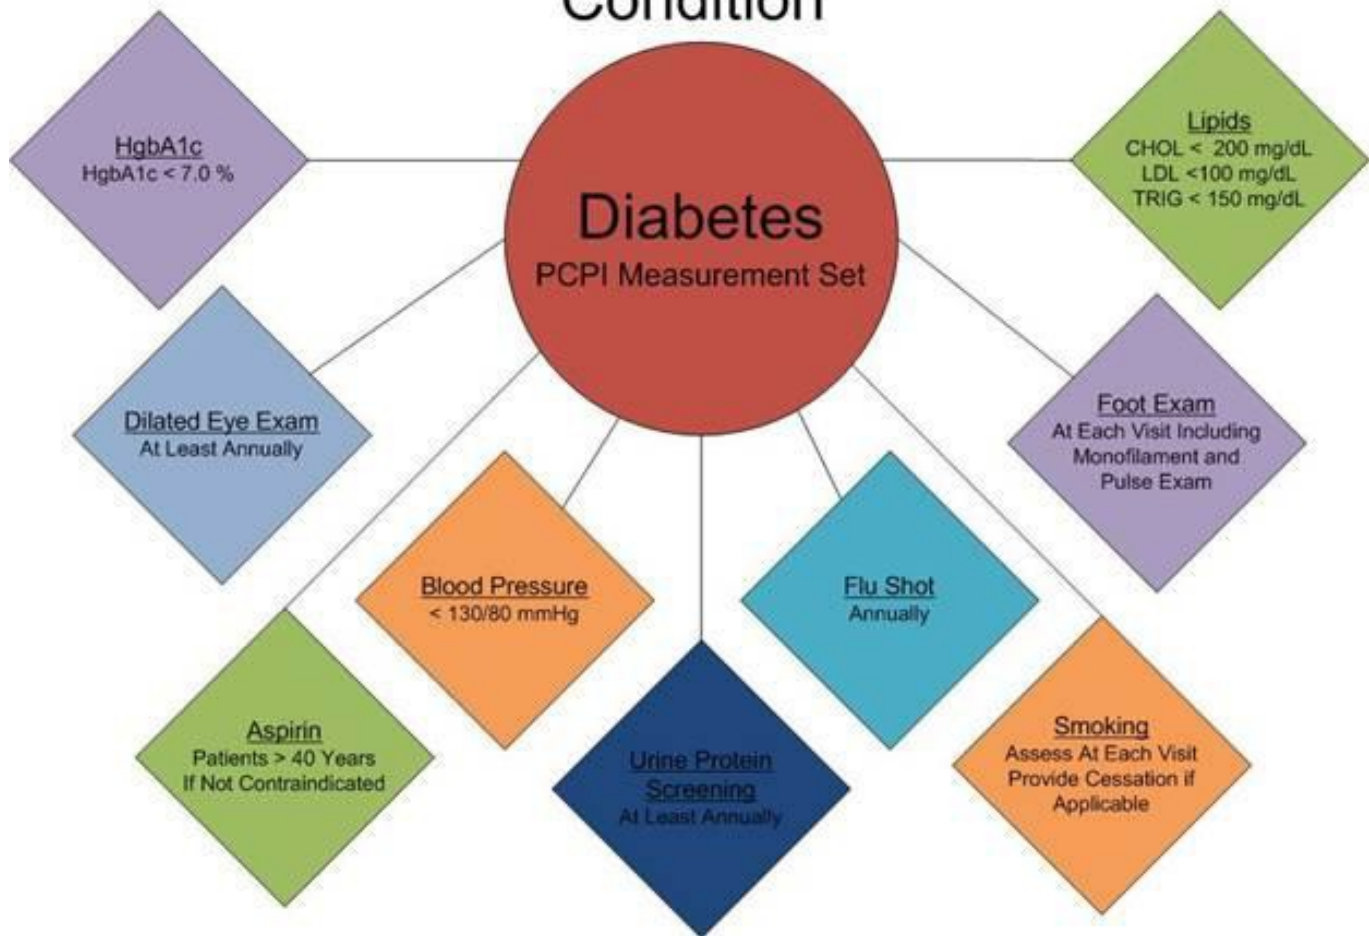 Condition
Diabetes
PCPI Measurement Set
HgbA1c
HgbA1c < 7.0 %
Lipids
CHOL < 200 mg/dL
LDL <100 mg/dL
TRIG < 150 mg/dL
Dilated Eye Exam
At Least Annually
Foot Exam
At Each Visit Including
Monofilament and
Pulse Exam
Blood Pressure
< 130/80 mmHg
Flu Shot
Annually
Aspirin
Patients > 40 Years
If Not Contraindicated
Urine Protein
Screening
At Least Annually
Smoking
Assess At Each Visit
Provide Cessation if
Applicable